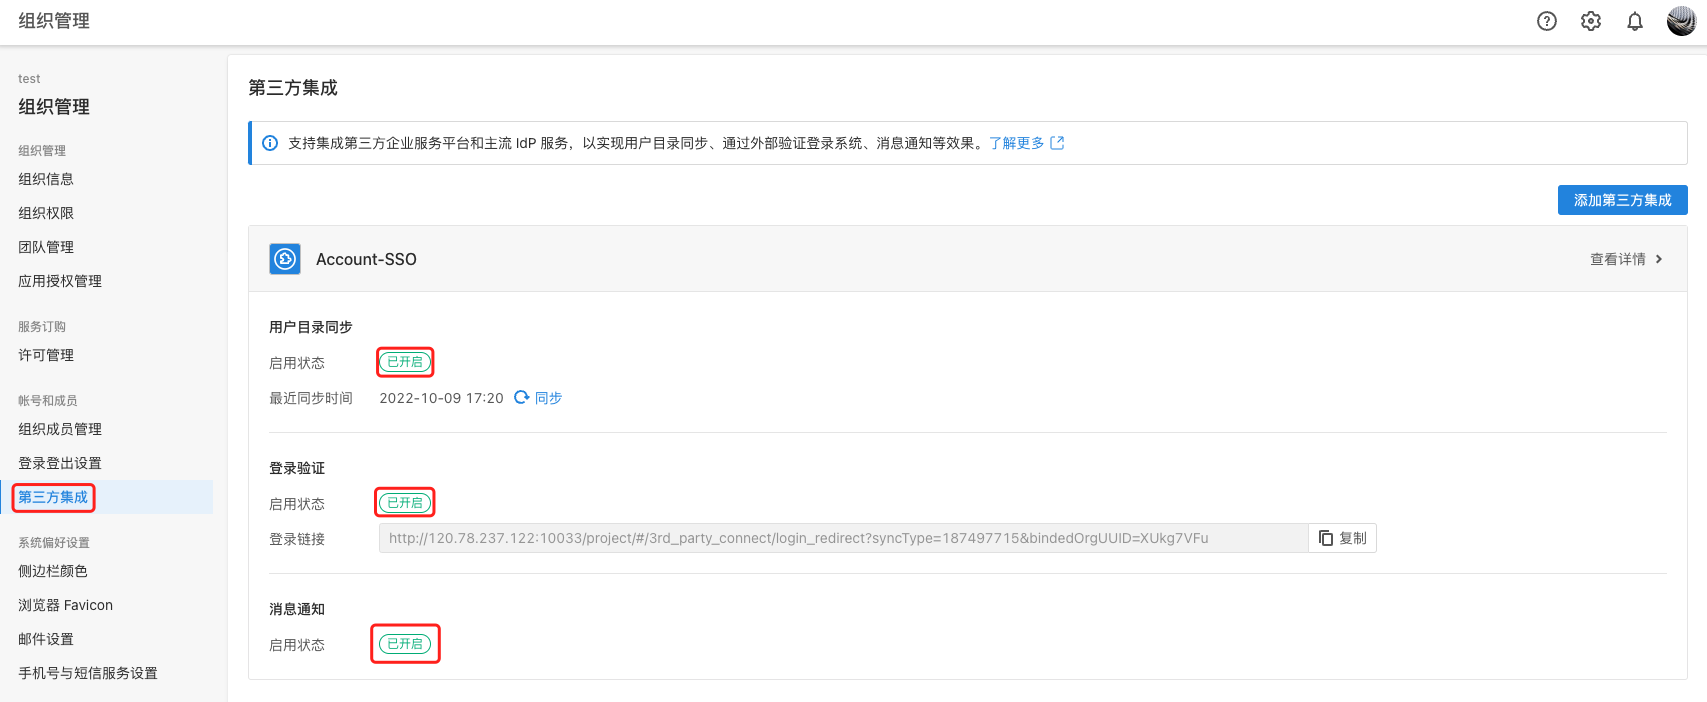 组织管理
test
组织管理
组织管理
组织信息
组织权限
团队管理
应用授权管理
服务订购
许可管理
帐号和成员
组织成员管理
登录登出设置
第三方集成
系统偏好设置
侧边栏颜色
浏览器 Favicon
邮件设置
手机号与短信服务设置
第三方集成
支持集成第三方企业服务平台和主流 IdP 服务，以实现用户目录同步、通过外部验证登录系统、消息通知等效果。了解更多
添加第三方集成
Account-SSO 查看详情
用户目录同步
启用状态 已开启
最近同步时间 2022-10-09 17:20 同步
登录验证
启用状态 已开启
登录链接 http://120.78.237.122:10033/project/#/3rd_party_connect/login_redirect?syncType=187497715&bindedOrgUUID=XUkg7VFu 复制
消息通知
启用状态 已开启